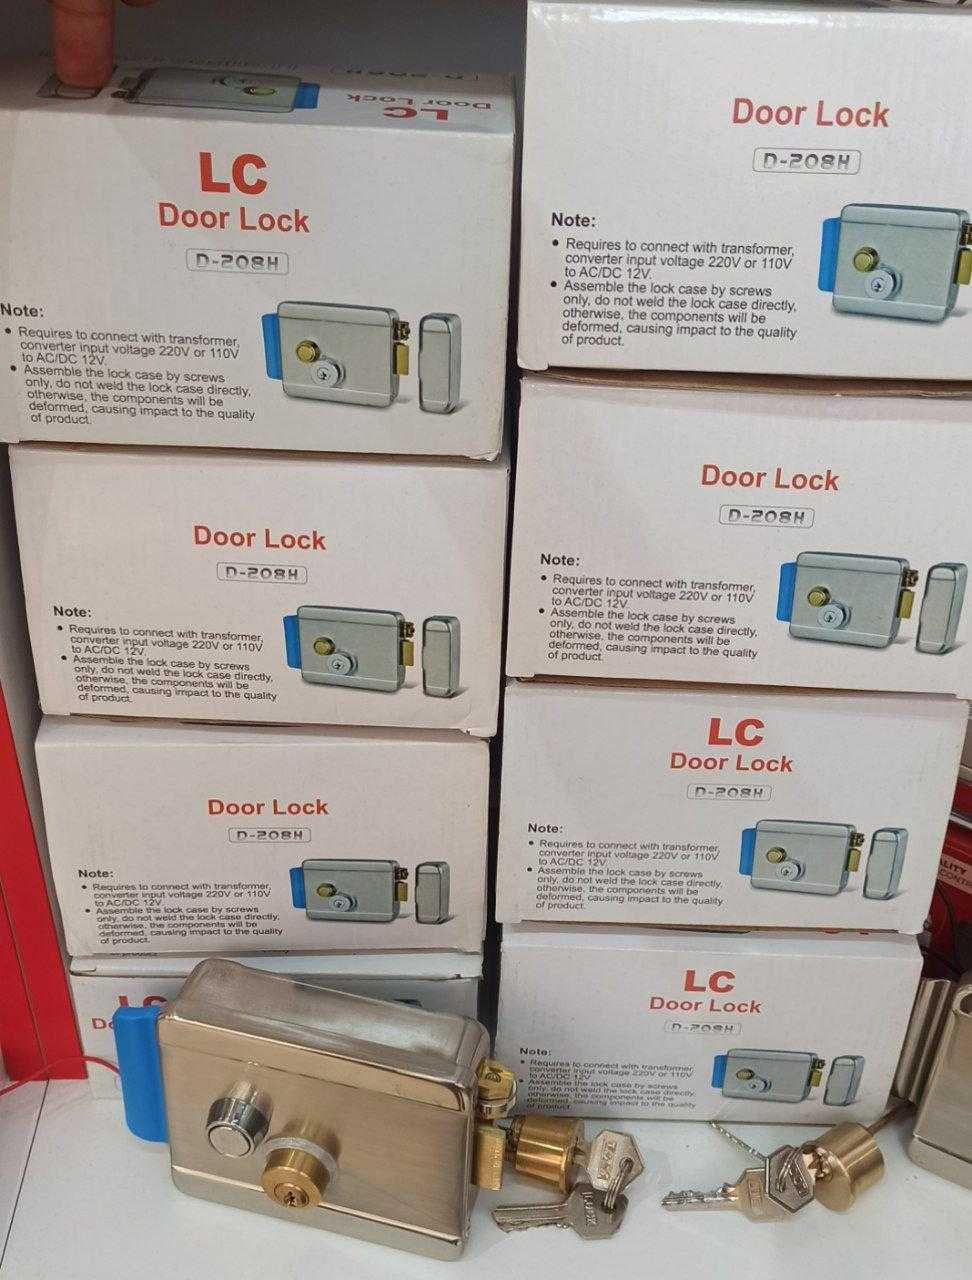 Door Lock
LC
LC
Door Lock
D-208H
Note:
• Requires to connect with transformer,
converter input voltage 220V or 110V
to AC/DC 12V.
• Assemble the lock case by screws
only, do not weld the lock case directly,
otherwise, the components will be
deformed, causing impact to the quality
of product.
Door Lock
D-208H
Note:
• Requires to connect with transformer,
converter input voltage 220V or 110V
to AC/DC 12V.
• Assemble the lock case by screws
only, do not weld the lock case directly,
otherwise, the components will be
deformed, causing impact to the quality
of product.
Door Lock
D-208H
Note:
• Requires to connect with transformer,
converter input voltage 220V or 110V
to AC/DC 12V.
• Assemble the lock case by screws
only, do not weld the lock case directly,
otherwise, the components will be
deformed, causing impact to the quality
of product.
LC
Door Lock
D-208H
Note:
• Requires to connect with transformer,
converter input voltage 220V or 110V
to AC/DC 12V.
• Assemble the lock case by screws
only, do not weld the lock case directly,
otherwise, the components will be
deformed, causing impact to the quality
of product.
Door Lock
D-208H
Note:
• Requires to connect with transformer,
converter input voltage 220V or 110V
to AC/DC 12V.
• Assemble the lock case by screws
only, do not weld the lock case directly,
otherwise, the components will be
deformed, causing impact to the quality
of product.
Door Lock
D-208H
Note:
• Requires to connect with transformer,
converter input voltage 220V or 110V
to AC/DC 12V.
• Assemble the lock case by screws
only, do not weld the lock case directly,
otherwise, the components will be
deformed, causing impact to the quality
of product.
LC
Door Lock
D-208H
Note:
• Requires to connect with transformer,
converter input voltage 220V or 110V
to AC/DC 12V.
• Assemble the lock case by screws
only, do not weld the lock case directly,
otherwise, the components will be
deformed, causing impact to the quality
of product.
LC